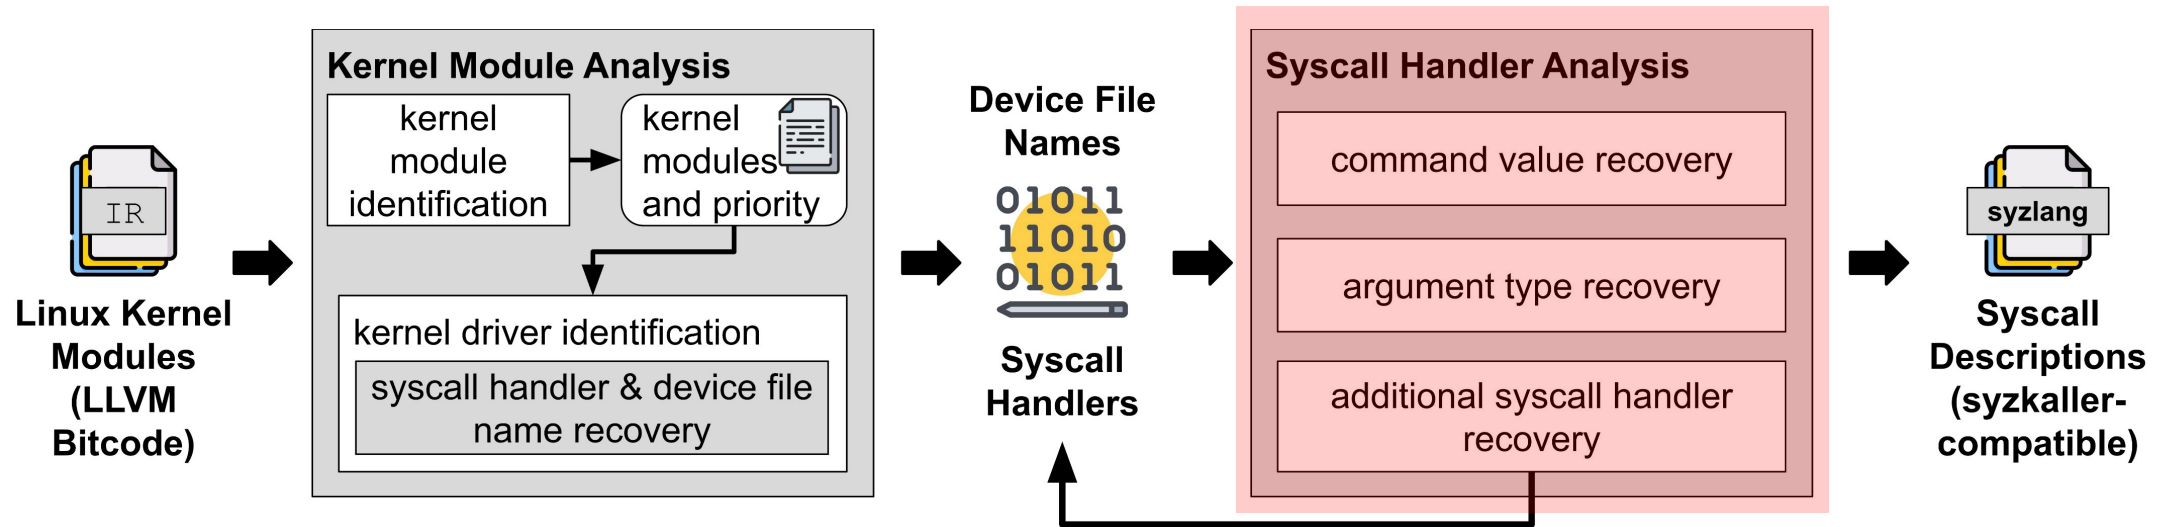 IR
Linux Kernel
Modules
(LLVM
Bitcode)
Kernel Module Analysis
kernel
module
identification
kernel
modules
and priority
kernel driver identification
syscall handler & device file
name recovery
Device File
Names
01011
11010
01011
Syscall
Handlers
Syscall Handler Analysis
command value recovery
argument type recovery
additional syscall handler
recovery
syzlang
Syscall
Descriptions
(syzkaller-
compatible)